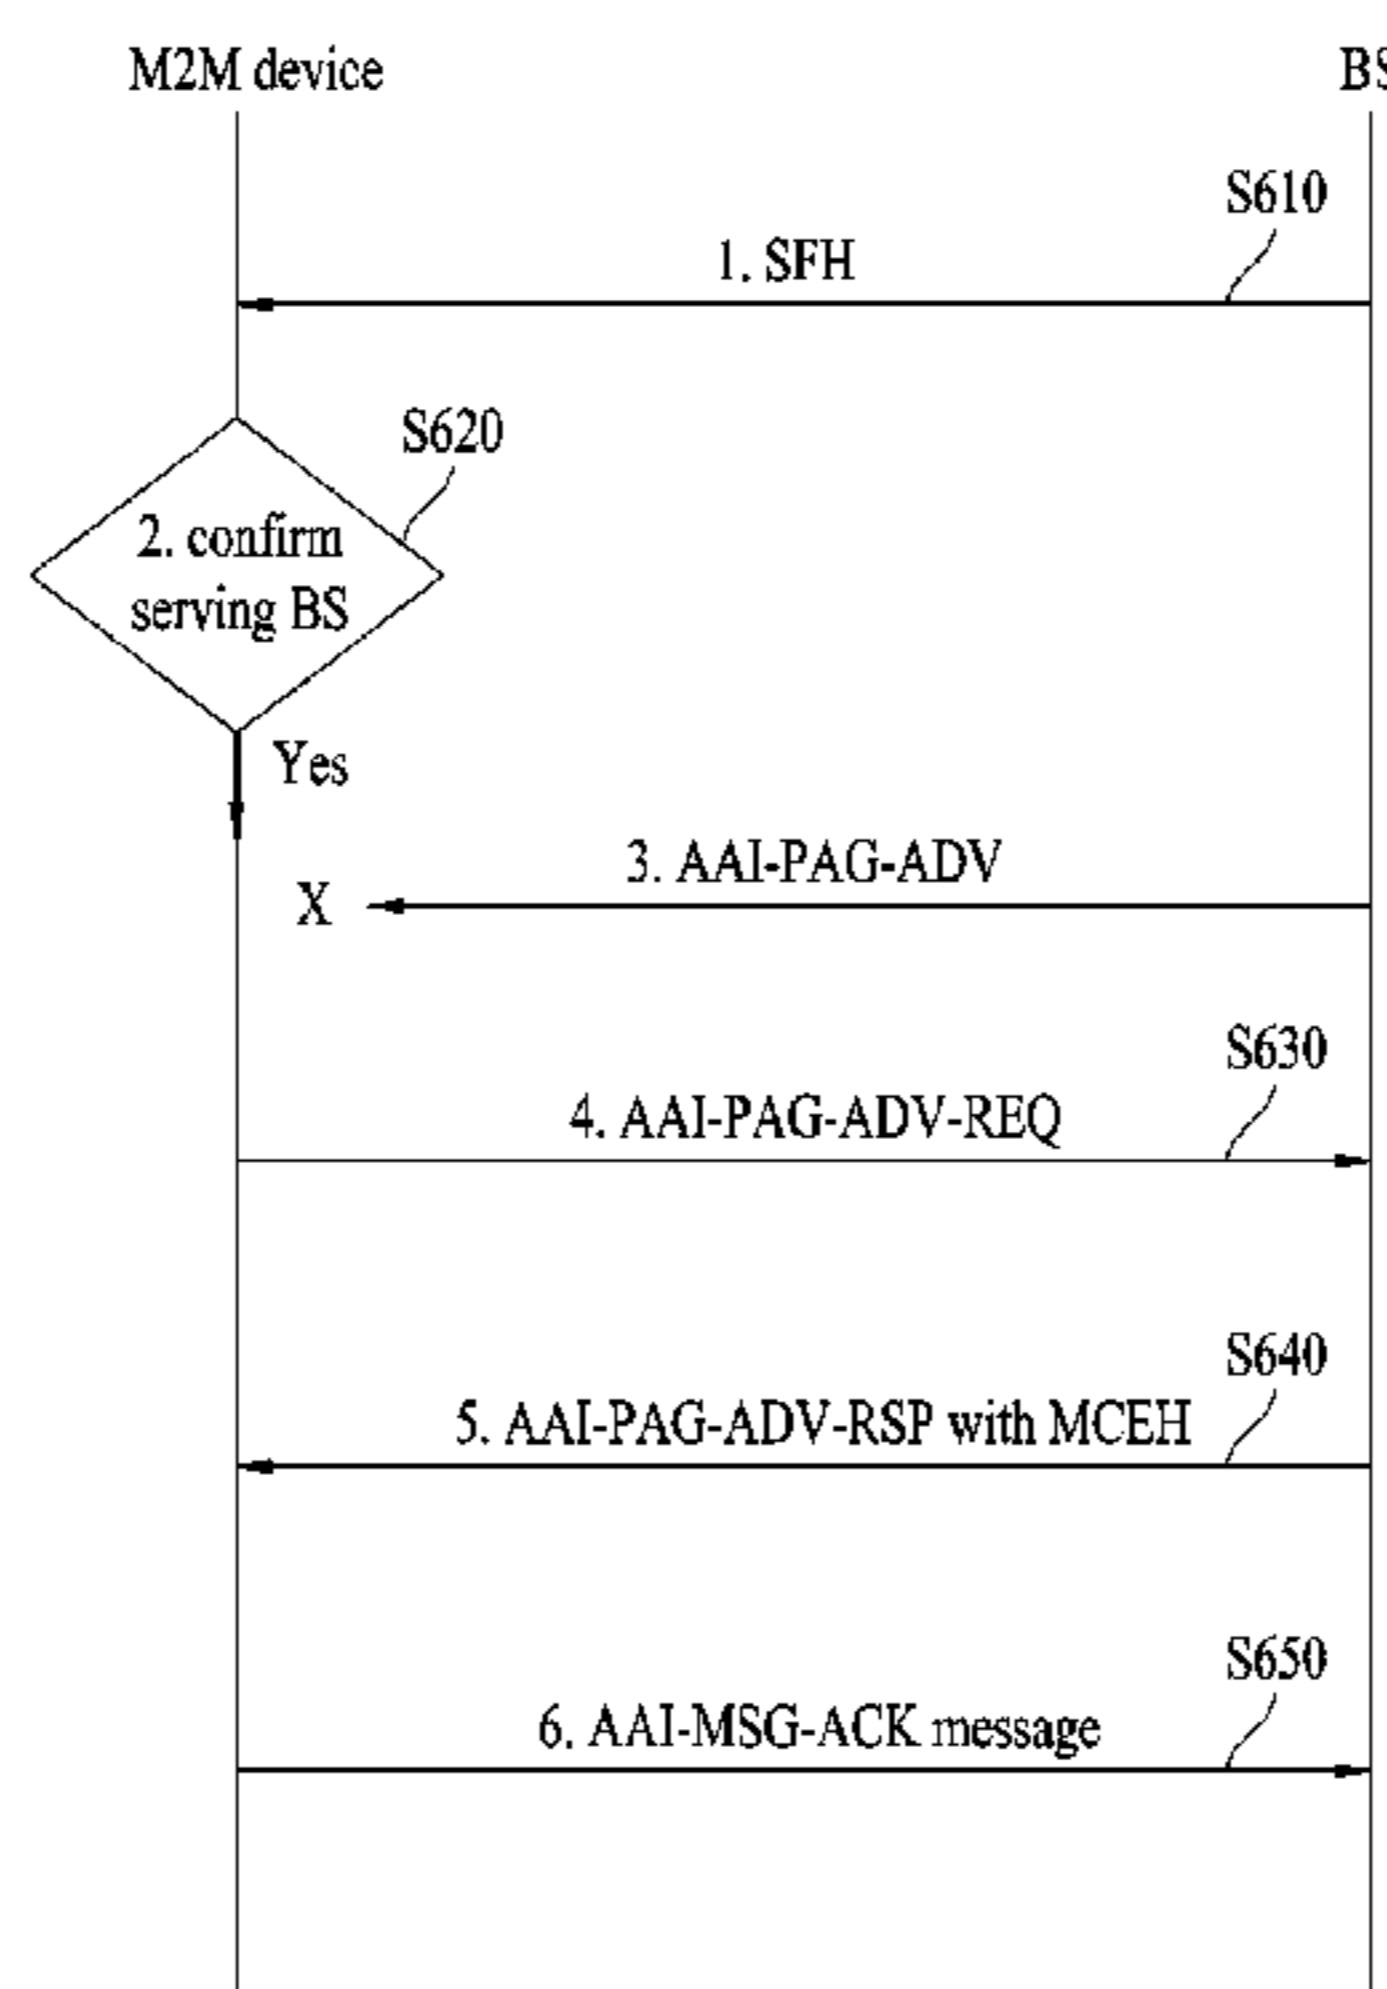 M2M device
BS
S610
1. SFH
S620
2. confirm
serving BS
Yes
3. AAI-PAG-ADV
X
S630
4. AAI-PAG-ADV-REQ
S640
5. AAI-PAG-ADV-RSP with MCEH
S650
6. AAI-MSG-ACK message